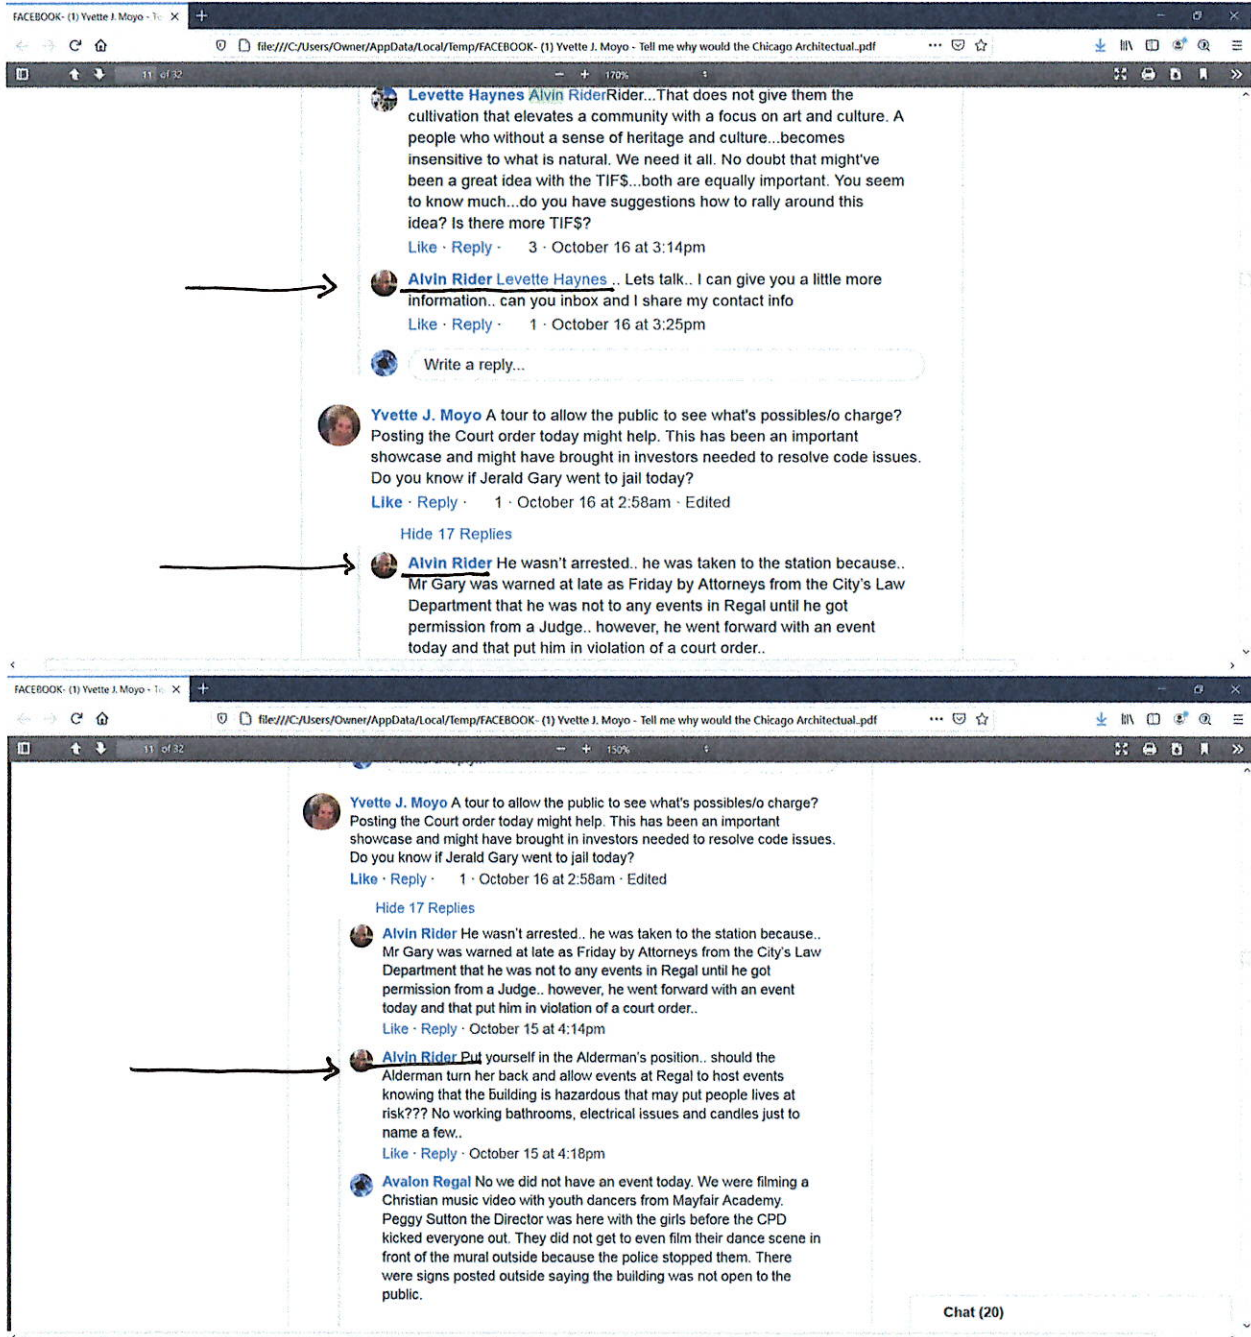 FACEBOOK- (1) Yvette J. Moyo - Te
file:///C:/Users/Owner/AppData/Local/Temp/FACEBOOK- (1) Yvette J. Moyo - Tell me why would the Chicago Architectual..pdf
11 of 32
170%
Levette Haynes Alvin RiderRider...That does not give them the
cultivation that elevates a community with a focus on art and culture. A
people who without a sense of heritage and culture...becomes
insensitive to what is natural. We need it all. No doubt that might've
been a great idea with the TIF$...both are equally important. You seem
to know much...do you have suggestions how to rally around this
idea? Is there more TIF$?
Like · Reply · 3 · October 16 at 3:14pm
Alvin Rider Levette Haynes .. Lets talk.. I can give you a little more
information.. can you inbox and I share my contact info
Like · Reply · 1 · October 16 at 3:25pm
Write a reply...
Yvette J. Moyo A tour to allow the public to see what's possibles/o charge?
Posting the Court order today might help. This has been an important
showcase and might have brought in investors needed to resolve code issues.
Do you know if Jerald Gary went to jail today?
Like · Reply · 1 · October 16 at 2:58am · Edited
Hide 17 Replies
Alvin Rider He wasn't arrested.. he was taken to the station because..
Mr Gary was warned at late as Friday by Attorneys from the City's Law
Department that he was not to any events in Regal until he got
permission from a Judge.. however, he went forward with an event
today and that put him in violation of a court order..
FACEBOOK- (1) Yvette J. Moyo - Te
file:///C:/Users/Owner/AppData/Local/Temp/FACEBOOK- (1) Yvette J. Moyo - Tell me why would the Chicago Architectual..pdf
11 of 32
150%
Yvette J. Moyo A tour to allow the public to see what's possibles/o charge?
Posting the Court order today might help. This has been an important
showcase and might have brought in investors needed to resolve code issues.
Do you know if Jerald Gary went to jail today?
Like · Reply · 1 · October 16 at 2:58am · Edited
Hide 17 Replies
Alvin Rider He wasn't arrested.. he was taken to the station because..
Mr Gary was warned at late as Friday by Attorneys from the City's Law
Department that he was not to any events in Regal until he got
permission from a Judge.. however, he went forward with an event
today and that put him in violation of a court order..
Like · Reply · October 15 at 4:14pm
Alvin Rider Put yourself in the Alderman's position.. should the
Alderman turn her back and allow events at Regal to host events
knowing that the building is hazardous that may put people lives at
risk??? No working bathrooms, electrical issues and candles just to
name a few..
Like · Reply · October 15 at 4:18pm
Avalon Regal No we did not have an event today. We were filming a
Christian music video with youth dancers from Mayfair Academy.
Peggy Sutton the Director was here with the girls before the CPD
kicked everyone out. They did not get to even film their dance scene in
front of the mural outside because the police stopped them. There
were signs posted outside saying the building was not open to the
public.
Chat (20)